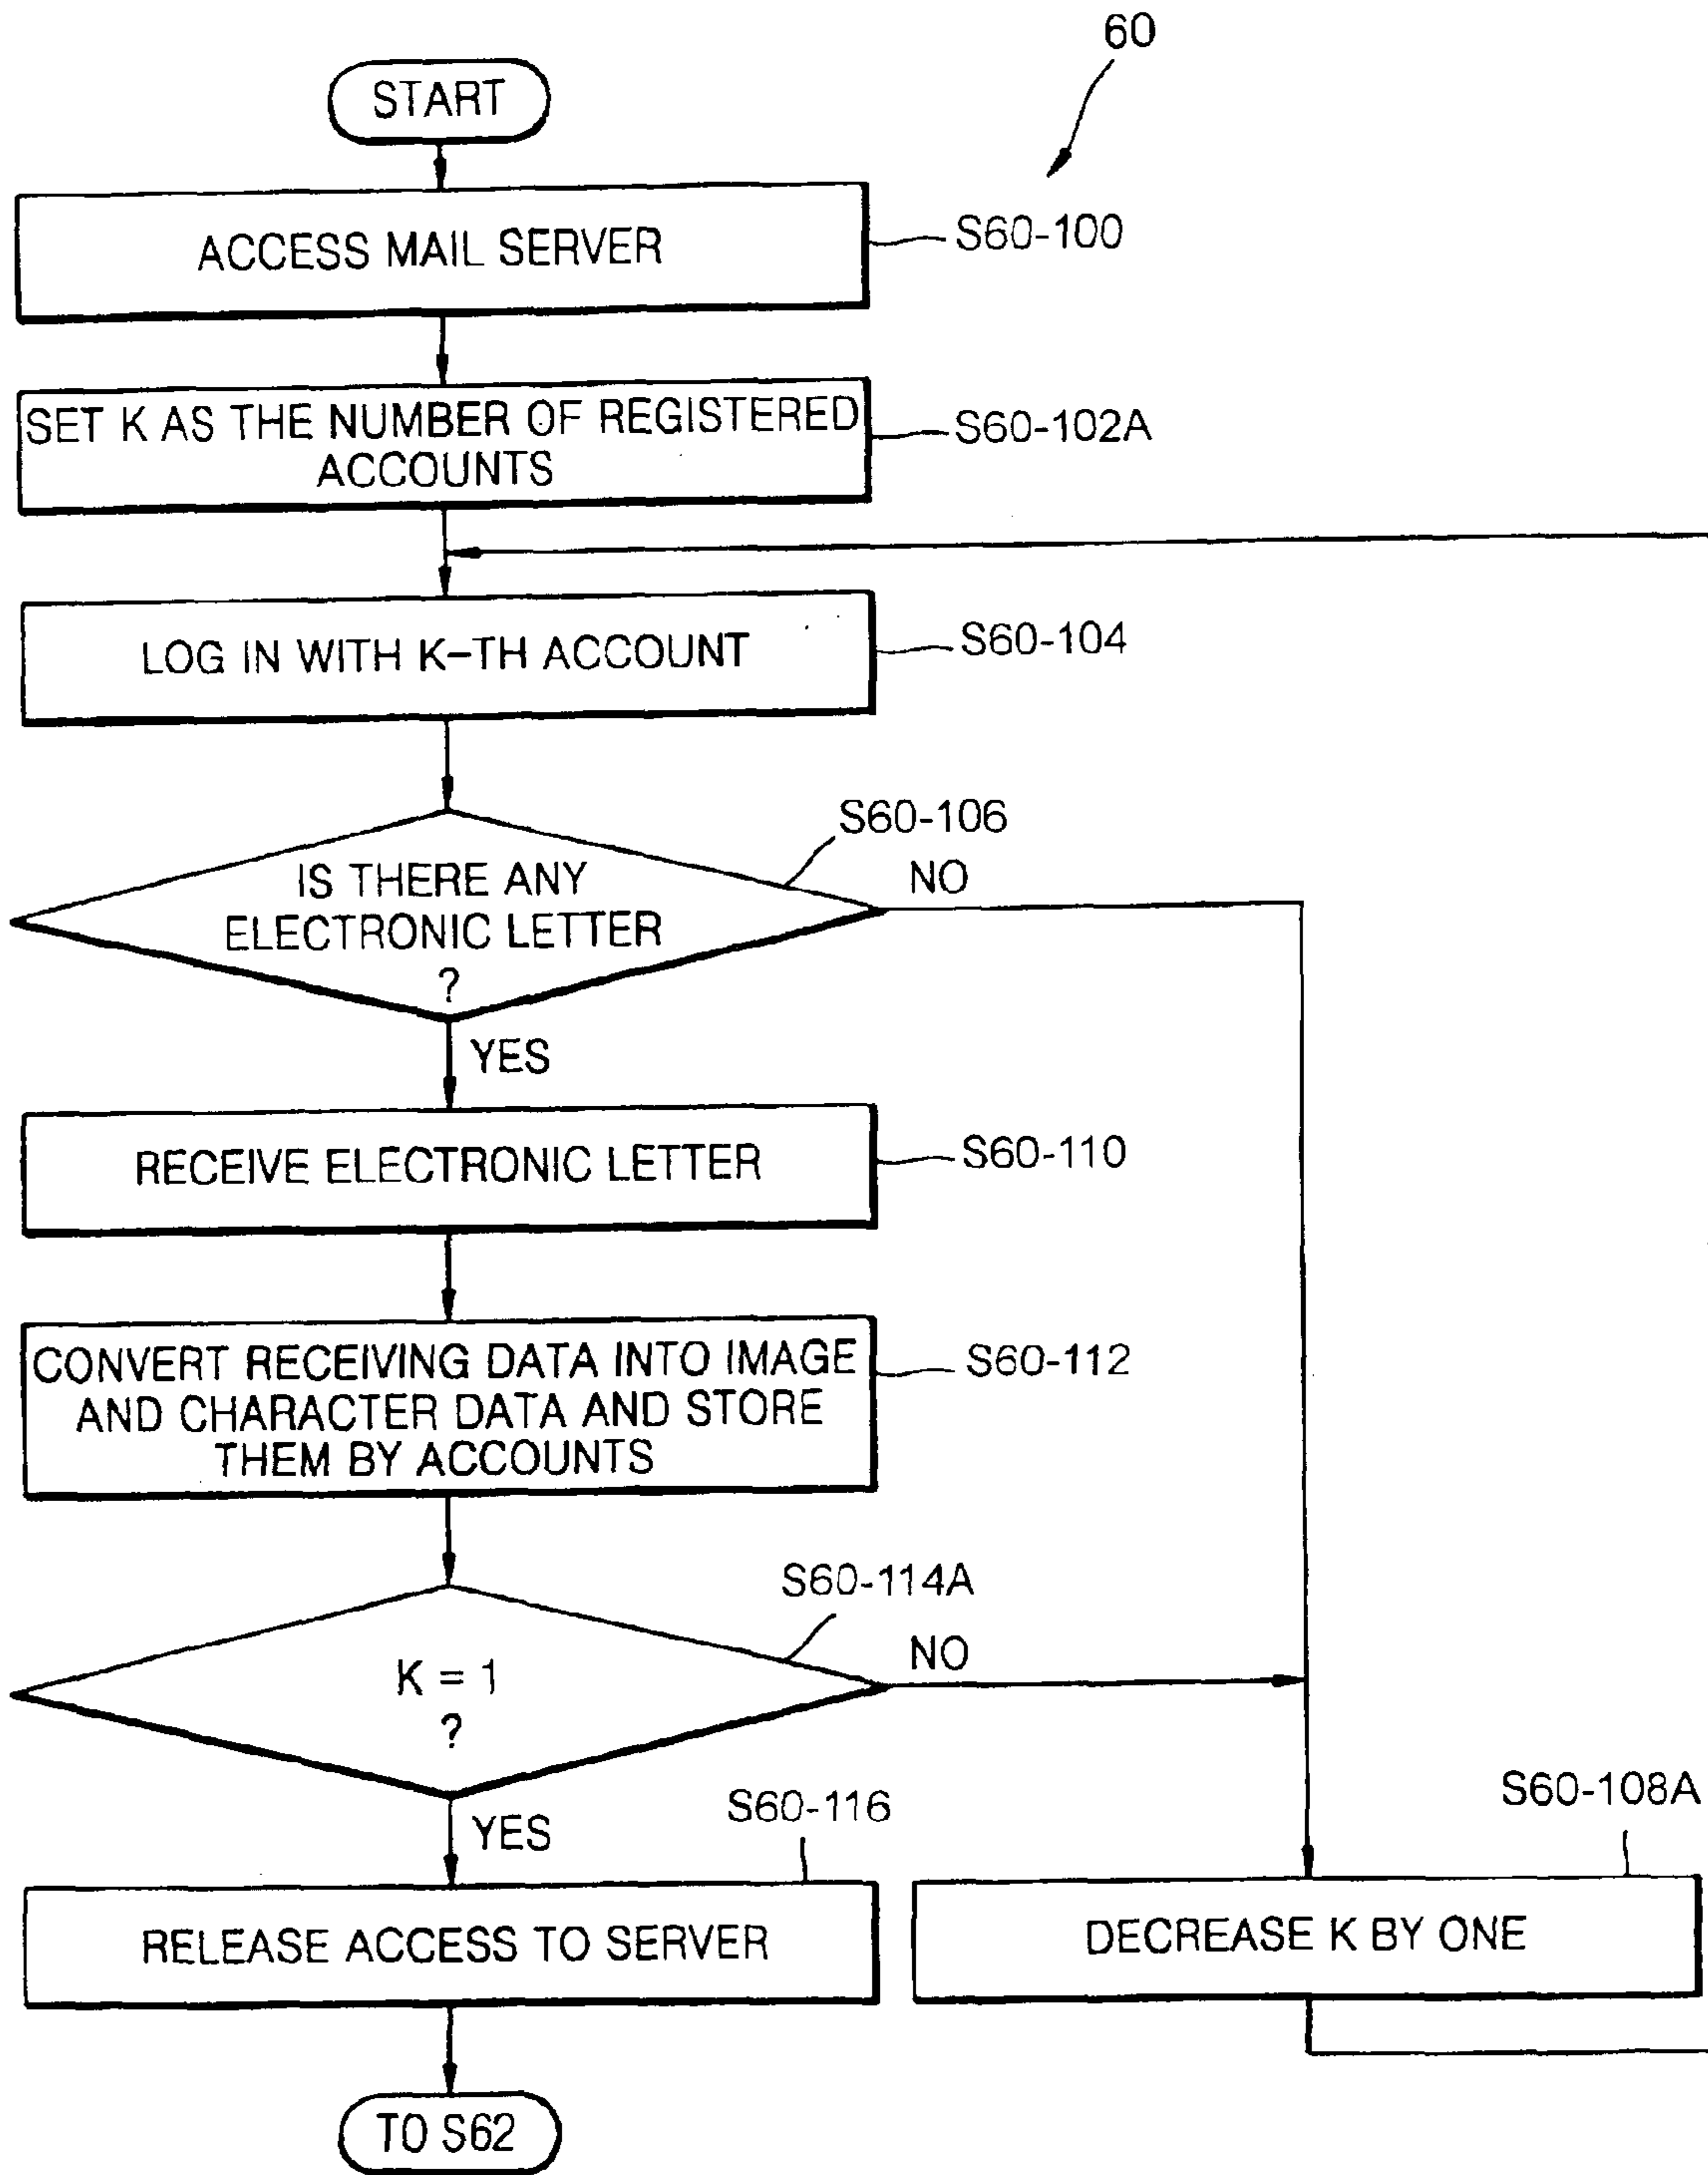 60
START
ACCESS MAIL SERVER
S60-100
SET K AS THE NUMBER OF REGISTERED
ACCOUNTS
S60-102A
LOG IN WITH K-TH ACCOUNT
S60-104
S60-106
IS THERE ANY
ELECTRONIC LETTER
?
NO
YES
RECEIVE ELECTRONIC LETTER
S60-110
CONVERT RECEIVING DATA INTO IMAGE
AND CHARACTER DATA AND STORE
THEM BY ACCOUNTS
S60-112
S60-114A
K = 1
?
NO
YES
S60-116
S60-108A
RELEASE ACCESS TO SERVER
DECREASE K BY ONE
TO S62